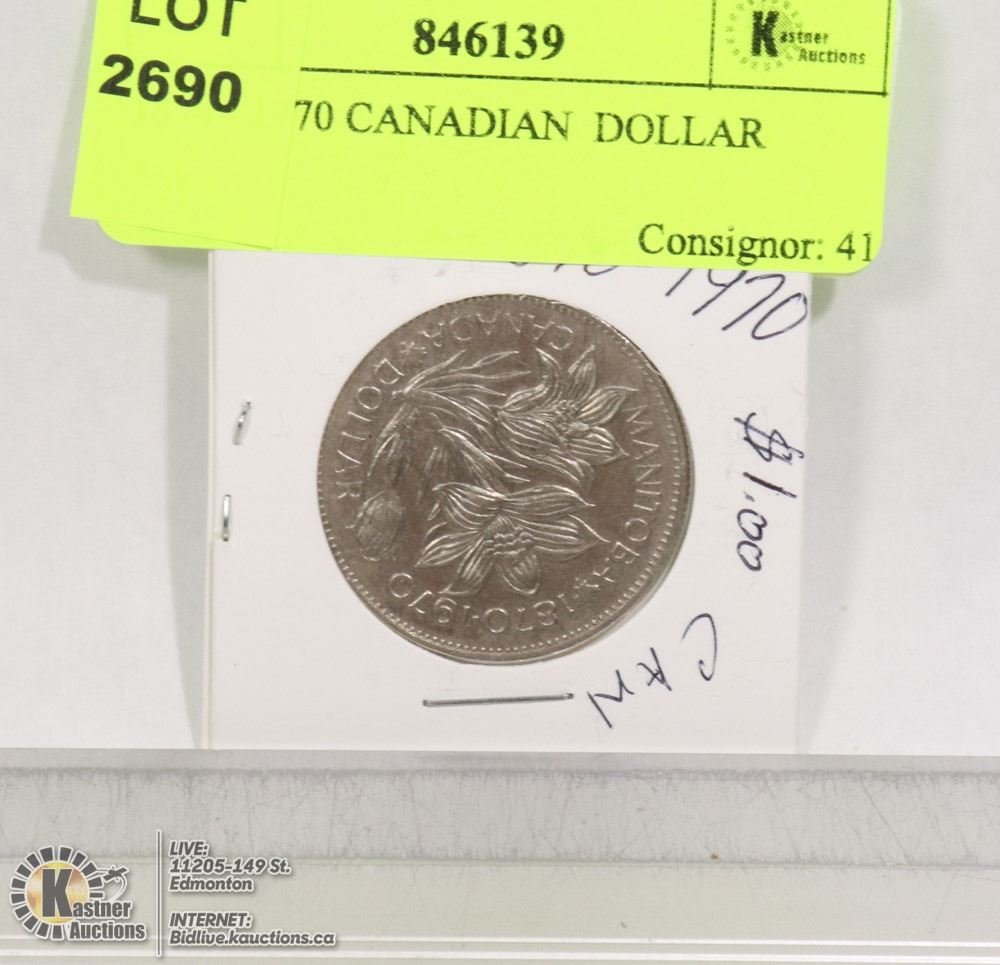 LOT
2690
846139
Kastner
Auctions
70 CANADIAN DOLLAR
Consignor: 41
1970
$1.00
CAN
MANITOBA
1870-1970
CANADA DOLLAR
Kastner
Auctions
LIVE:
11205-149 St.
Edmonton
INTERNET:
Bidlive.kauctions.ca